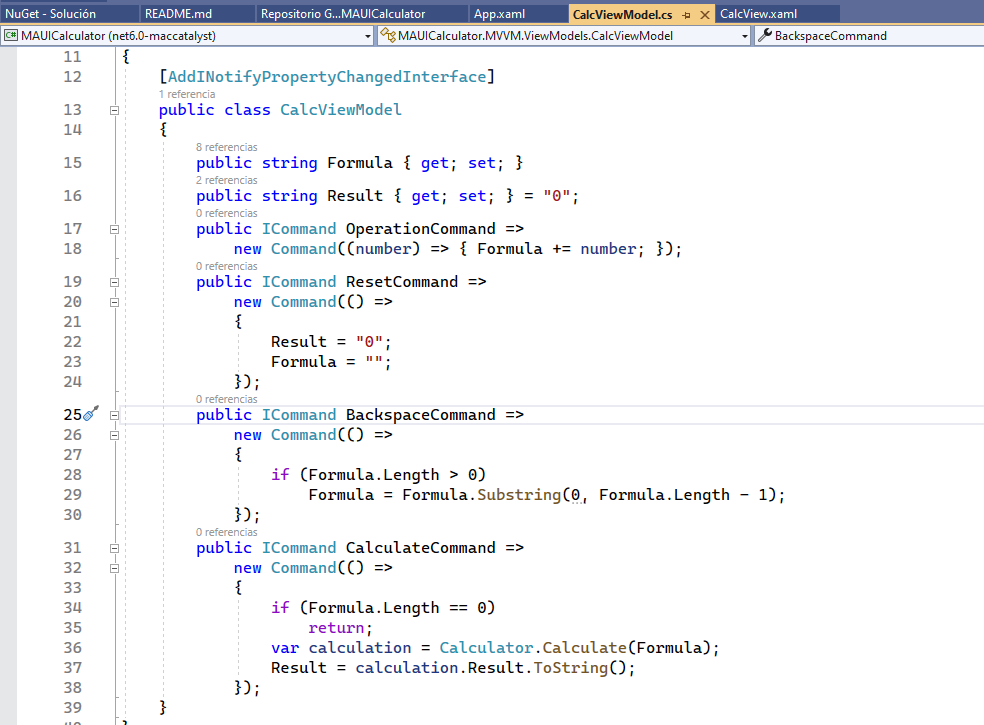 NuGet - Solución README.md Repositorio G...MAUICalculator App.xaml CalcViewModel.cs CalcView.xaml
C# MAUICalculator (net6.0-maccatalyst) MAUICalculator.MVVM.ViewModels.CalcViewModel BackspaceCommand
11 {
12 [AddINotifyPropertyChangedInterface]
1 referencia
13 public class CalcViewModel
14 {
8 referencias
15 public string Formula { get; set; }
2 referencias
16 public string Result { get; set; } = "0";
0 referencias
17 public ICommand OperationCommand =>
18 new Command((number) => { Formula += number; });
0 referencias
19 public ICommand ResetCommand =>
20 new Command(() =>
21 {
22 Result = "0";
23 Formula = "";
24 });
0 referencias
25 public ICommand BackspaceCommand =>
26 new Command(() =>
27 {
28 if (Formula.Length > 0)
29 Formula = Formula.Substring(0, Formula.Length - 1);
30 });
0 referencias
31 public ICommand CalculateCommand =>
32 new Command(() =>
33 {
34 if (Formula.Length == 0)
35 return;
36 var calculation = Calculator.Calculate(Formula);
37 Result = calculation.Result.ToString();
38 });
39 }